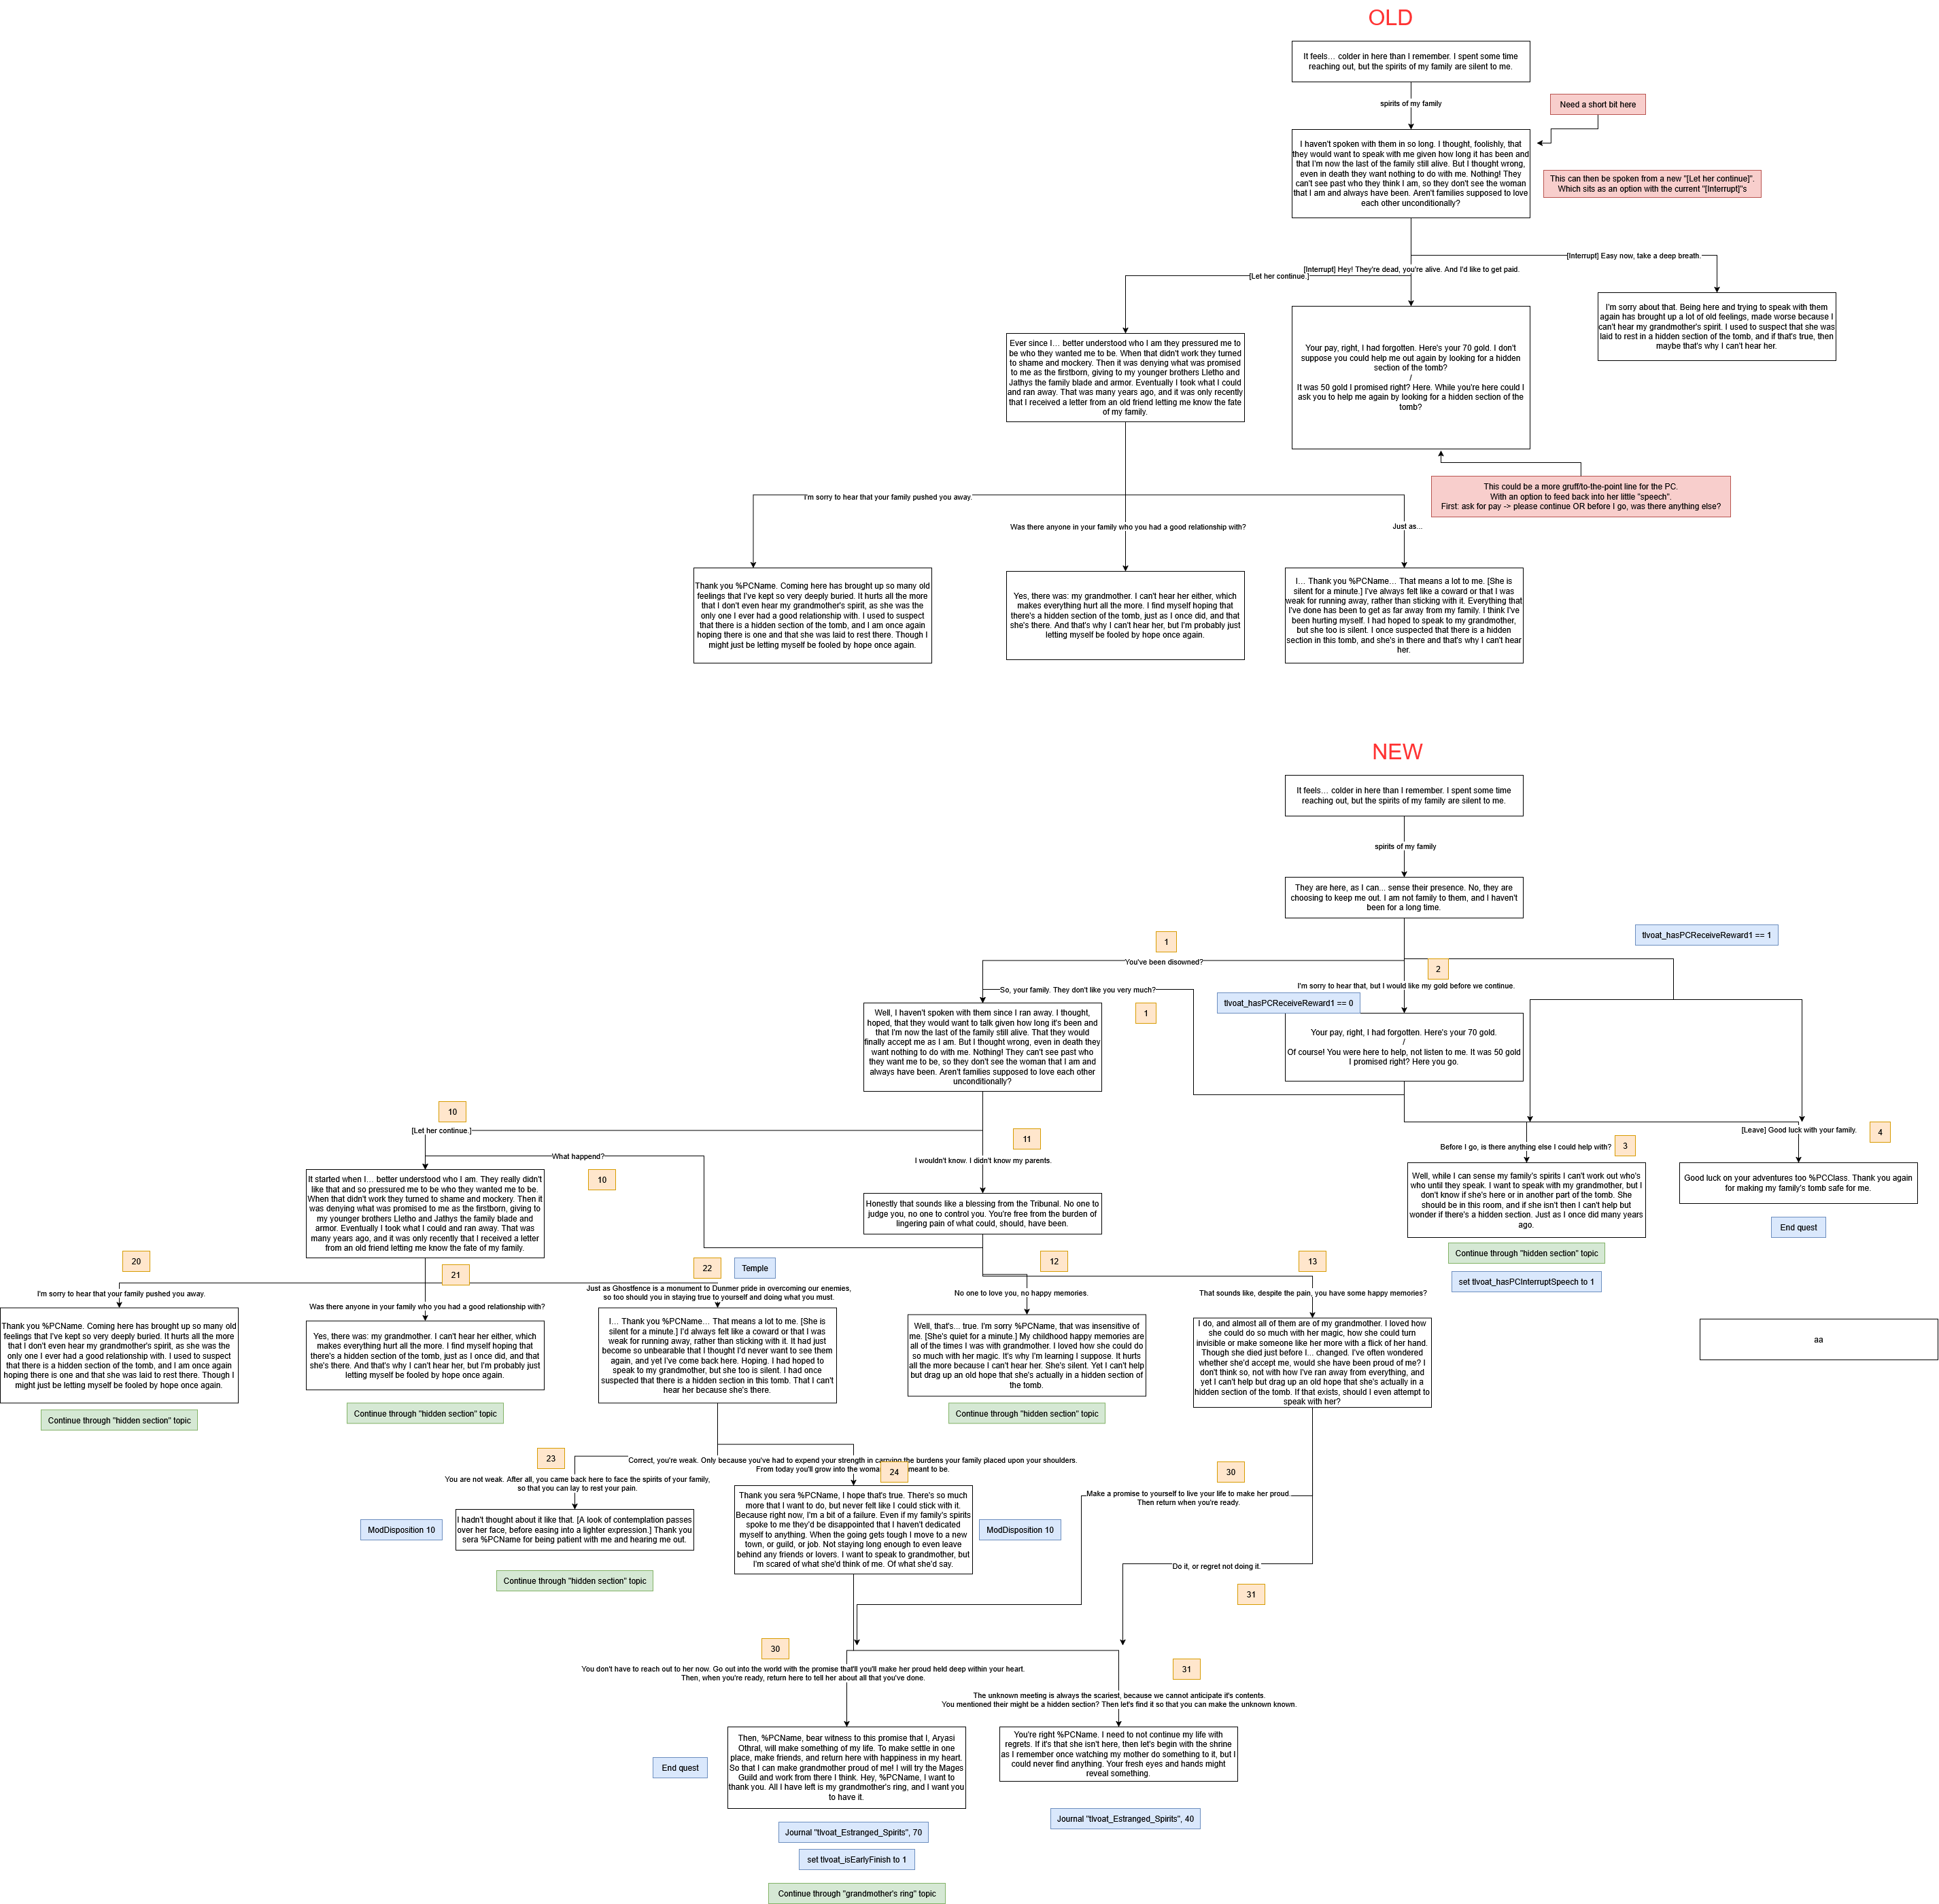 OLD
It feels… colder in here than I remember. I spent some time
reaching out, but the spirits of my family are silent to me.
spirits of my family
Need a short bit here
I haven't spoken with them in so long. I thought, foolishly, that
they would want to speak with me given how long it has been and
that I'm now the last of the family still alive. But I thought wrong,
even in death they want nothing to do with me. Nothing! They
can't see past who they think I am, so they don't see the woman
that I am and always have been. Aren't families supposed to love
each other unconditionally?
This can then be spoken from a new "[Let her continue]".
Which sits as an option with the current "[Interrupt]"s
[Interrupt] Easy now, take a deep breath.
[Interrupt] Hey! They're dead, you're alive. And I'd like to get paid.
[Let her continue.]
I'm sorry about that. Being here and trying to speak with them
again has brought up a lot of old feelings, made worse because I
can't hear my grandmother's spirit. I used to suspect that she was
laid to rest in a hidden section of the tomb, and if that's true, then
maybe that's why I can't hear her.
Your pay, right, I had forgotten. Here's your 70 gold. I don't
suppose you could help me out again by looking for a hidden
section of the tomb?
/
It was 50 gold I promised right? Here. While you're here could I
ask you to help me again by looking for a hidden section of the
tomb?
Ever since I… better understood who I am they pressured me to
be who they wanted me to be. When that didn't work they turned
to shame and mockery. Then it was denying what was promised
to me as the firstborn, giving to my younger brothers Lletho and
Jathys the family blade and armor. Eventually I took what I could
and ran away. That was many years ago, and it was only recently
that I received a letter from an old friend letting me know the fate
of my family.
This could be a more gruff/to-the-point line for the PC.
With an option to feed back into her little "speech".
First: ask for pay -> please continue OR before I go, was there anything else?
I'm sorry to hear that your family pushed you away.
Was there anyone in your family who you had a good relationship with?
Just as...
Thank you %PCName. Coming here has brought up so many old
feelings that I've kept so very deeply buried. It hurts all the more
that I don't even hear my grandmother's spirit, as she was the
only one I ever had a good relationship with. I used to suspect
that there is a hidden section of the tomb, and I am once again
hoping there is one and that she was laid to rest there. Though I
might just be letting myself be fooled by hope once again.
Yes, there was: my grandmother. I can't hear her either, which
makes everything hurt all the more. I find myself hoping that
there's a hidden section of the tomb, just as I once did, and that
she's there. And that's why I can't hear her, but I'm probably just
letting myself be fooled by hope once again.
I… Thank you %PCName… That means a lot to me. [She is
silent for a minute.] I've always felt like a coward or that I was
weak for running away, rather than sticking with it. Everything that
I've done has been to get as far away from my family. I think I've
been hurting myself. I had hoped to speak to my grandmother,
but she too is silent. I once suspected that there is a hidden
section in this tomb, and she's in there and that's why I can't hear
her.
NEW
It feels… colder in here than I remember. I spent some time
reaching out, but the spirits of my family are silent to me.
spirits of my family
They are here, as I can... sense their presence. No, they are
choosing to keep me out. I am not family to them, and I haven't
been for a long time.
tlvoat_hasPCReceiveReward1 == 1
1
You've been disowned?
2
I'm sorry to hear that, but I would like my gold before we continue.
So, your family. They don't like you very much?
tlvoat_hasPCReceiveReward1 == 0
1
Well, I haven't spoken with them since I ran away. I thought,
hoped, that they would want to talk given how long it's been and
that I'm now the last of the family still alive. That they would
finally accept me as I am. But I thought wrong, even in death they
want nothing to do with me. Nothing! They can't see past who
they want me to be, so they don't see the woman that I am and
always have been. Aren't families supposed to love each other
unconditionally?
Your pay, right, I had forgotten. Here's your 70 gold.
/
Of course! You were here to help, not listen to me. It was 50 gold
I promised right? Here you go.
10
[Let her continue.]
11
I wouldn't know. I didn't know my parents.
What happend?
10
Before I go, is there anything else I could help with?
3
[Leave] Good luck with your family.
4
It started when I… better understood who I am. They really didn't
like that and so pressured me to be who they wanted me to be.
When that didn't work they turned to shame and mockery. Then it
was denying what was promised to me as the firstborn, giving to
my younger brothers Lletho and Jathys the family blade and
armor. Eventually I took what I could and ran away. That was
many years ago, and it was only recently that I received a letter
from an old friend letting me know the fate of my family.
Honestly that sounds like a blessing from the Tribunal. No one to
judge you, no one to control you. You're free from the burden of
lingering pain of what could, should, have been.
Well, while I can sense my family's spirits I can't work out who's
who until they speak. I want to speak with my grandmother, but I
don't know if she's here or in another part of the tomb. She
should be in this room, and if she isn't then I can't help but
wonder if there's a hidden section. Just as I once did many years
ago.
Good luck on your adventures too %PCClass. Thank you again
for making my family's tomb safe for me.
End quest
Continue through "hidden section" topic
set tlvoat_hasPCInterruptSpeech to 1
20
I'm sorry to hear that your family pushed you away.
21
Was there anyone in your family who you had a good relationship with?
22
Temple
Just as Ghostfence is a monument to Dunmer pride in overcoming our enemies,
so too should you in staying true to yourself and doing what you must.
12
No one to love you, no happy memories.
13
That sounds like, despite the pain, you have some happy memories?
Thank you %PCName. Coming here has brought up so many old
feelings that I've kept so very deeply buried. It hurts all the more
that I don't even hear my grandmother's spirit, as she was the
only one I ever had a good relationship with. I used to suspect
that there is a hidden section of the tomb, and I am once again
hoping there is one and that she was laid to rest there. Though I
might just be letting myself be fooled by hope once again.
Yes, there was: my grandmother. I can't hear her either, which
makes everything hurt all the more. I find myself hoping that
there's a hidden section of the tomb, just as I once did, and that
she's there. And that's why I can't hear her, but I'm probably just
letting myself be fooled by hope once again.
I… Thank you %PCName… That means a lot to me. [She is
silent for a minute.] I'd always felt like a coward or that I was
weak for running away, rather than sticking with it. It had just
become so unbearable that I thought I'd never want to see them
again, and yet I've come back here. Hoping. I had hoped to
speak to my grandmother, but she too is silent. I had once
suspected that there is a hidden section in this tomb. That I can't
hear her because she's there.
Well, that's... true. I'm sorry %PCName, that was insensitive of
me. [She's quiet for a minute.] My childhood happy memories are
all of the times I was with grandmother. I loved how she could do
so much with her magic. It's why I'm learning I suppose. It hurts
all the more because I can't hear her. She's silent. Yet I can't help
but drag up an old hope that she's actually in a hidden section of
the tomb.
I do, and almost all of them are of my grandmother. I loved how
she could do so much with her magic, how she could turn
invisible or make someone like her more with a flick of her hand.
Though she died just before I... changed. I've often wondered
whether she'd accept me, would she have been proud of me? I
don't think so, not with how I've ran away from everything, and
yet I can't help but drag up an old hope that she's actually in a
hidden section of the tomb. If that exists, should I even attempt to
speak with her?
aa
Continue through "hidden section" topic
Continue through "hidden section" topic
Continue through "hidden section" topic
23
You are not weak. After all, you came back here to face the spirits of your family,
so that you can lay to rest your pain.
Correct, you're weak. Only because you've had to expend your strength in carrying the burdens your family placed upon your shoulders.
From today you'll grow into the woman meant to be.
24
30
Make a promise to yourself to live your life to make her proud.
Then return when you're ready.
ModDisposition 10
I hadn't thought about it like that. [A look of contemplation passes
over her face, before easing into a lighter expression.] Thank you
sera %PCName for being patient with me and hearing me out.
Thank you sera %PCName, I hope that's true. There's so much
more that I want to do, but never felt like I could stick with it.
Because right now, I'm a bit of a failure. Even if my family's spirits
spoke to me they'd be disappointed that I haven't dedicated
myself to anything. When the going gets tough I move to a new
town, or guild, or job. Not staying long enough to even leave
behind any friends or lovers. I want to speak to grandmother, but
I'm scared of what she'd think of me. Of what she'd say.
ModDisposition 10
Continue through "hidden section" topic
Do it, or regret not doing it.
31
30
You don't have to reach out to her now. Go out into the world with the promise that'll you'll make her proud held deep within your heart.
Then, when you're ready, return here to tell her about all that you've done.
31
The unknown meeting is always the scariest, because we cannot anticipate it's contents.
You mentioned their might be a hidden section? Then let's find it so that you can make the unknown known.
Then, %PCName, bear witness to this promise that I, Aryasi
Othral, will make something of my life. To make settle in one
place, make friends, and return here with happiness in my heart.
So that I can make grandmother proud of me! I will try the Mages
Guild and work from there I think. Hey, %PCName, I want to
thank you. All I have left is my grandmother's ring, and I want you
to have it.
You're right %PCName. I need to not continue my life with
regrets. If it's that she isn't here, then let's begin with the shrine
as I remember once watching my mother do something to it, but I
could never find anything. Your fresh eyes and hands might
reveal something.
End quest
Journal "tlvoat_Estranged_Spirits", 40
Journal "tlvoat_Estranged_Spirits", 70
set tlvoat_isEarlyFinish to 1
Continue through "grandmother's ring" topic